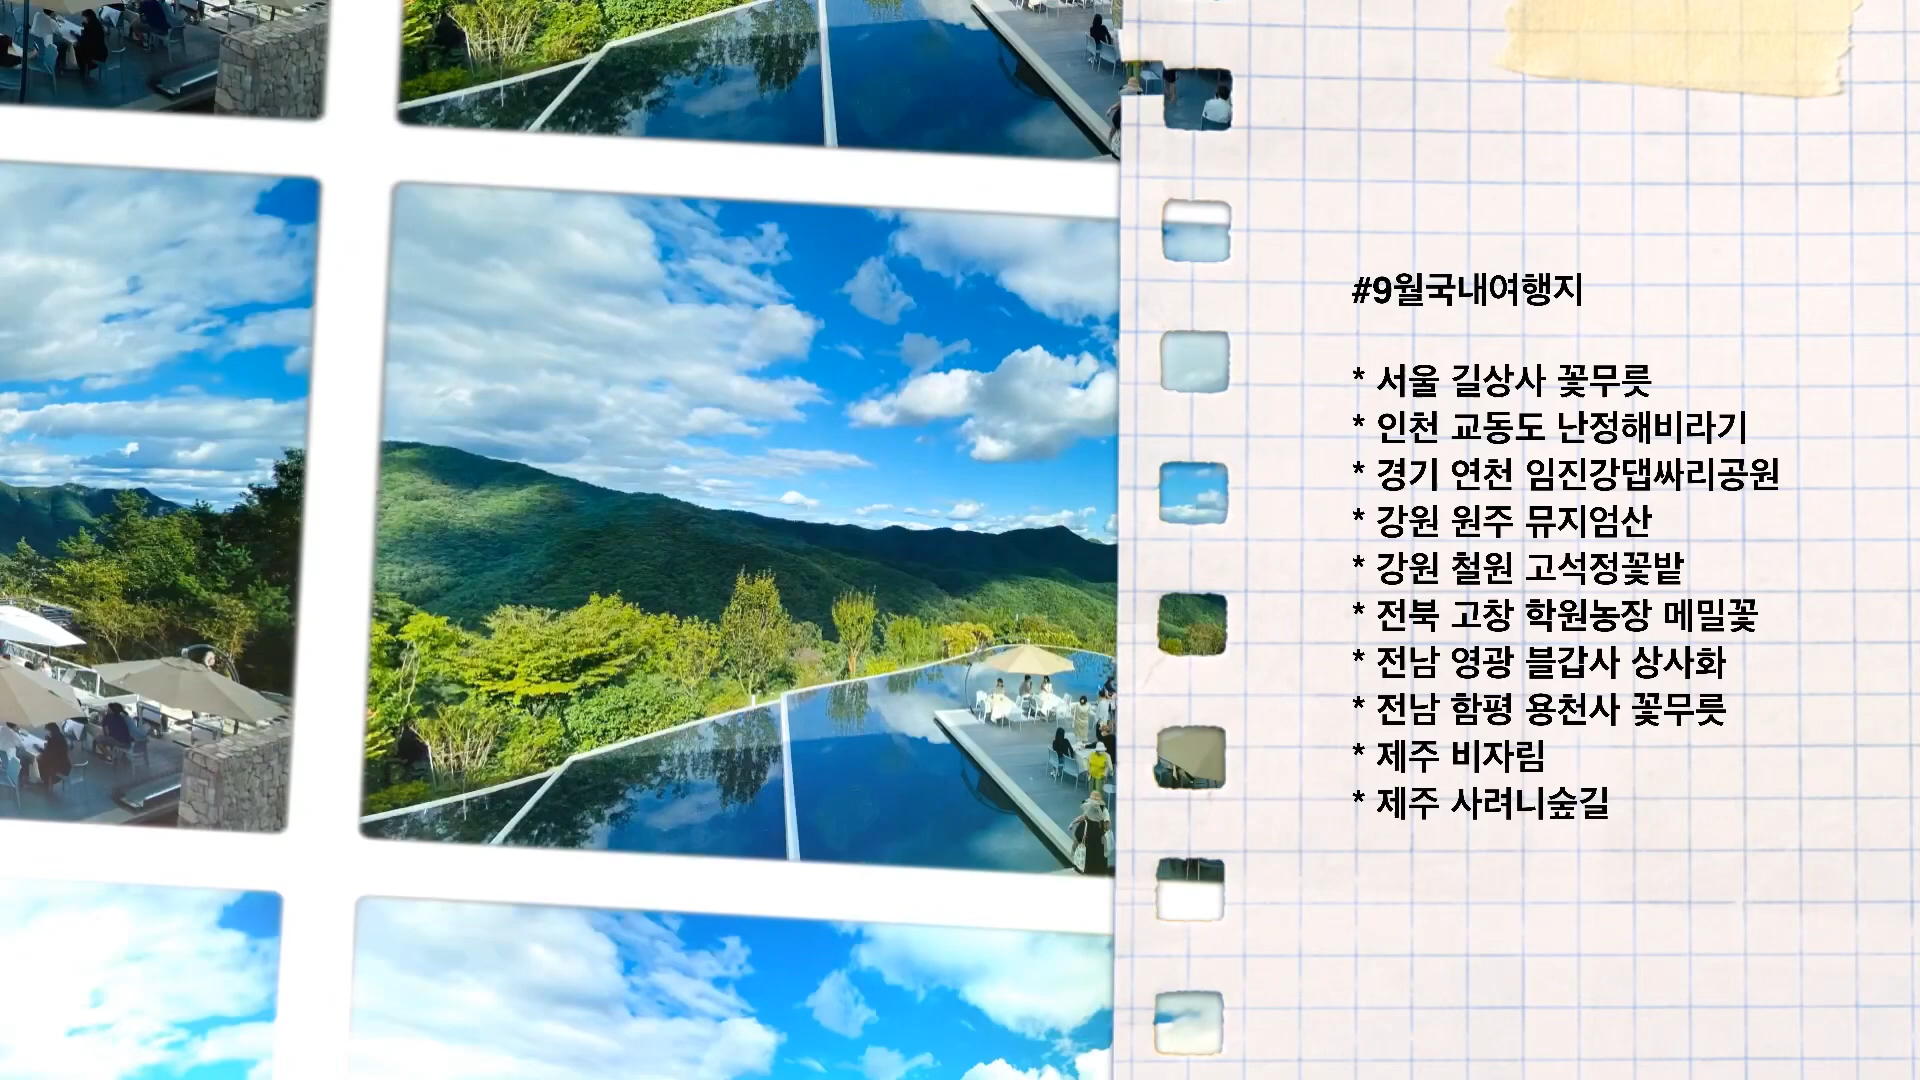 #9월국내여행지
* 서울 길상사 꽃무릇
* 인천 교동도 난정해비라기
* 경기 연천 임진강댑싸리공원
* 강원 원주 뮤지엄산
* 강원 철원 고석정꽃밭
* 전북 고창 학원농장 메밀꽃
* 전남 영광 블갑사 상사화
* 전남 함평 용천사 꽃무릇
* 제주 비자림
* 제주 사려니숲길